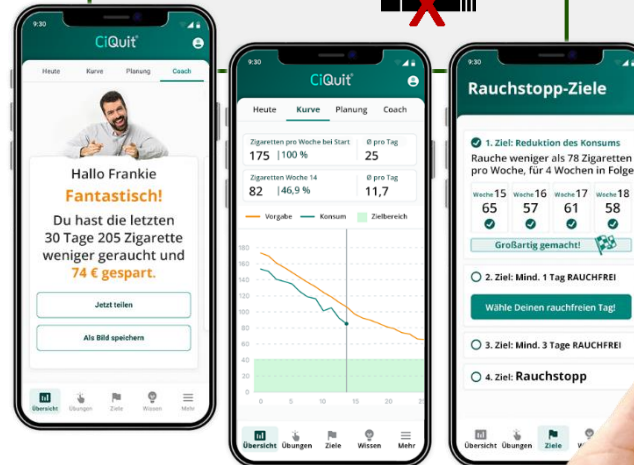 9:30
CiQuit®
Heute Kurve Planung Coach
Hallo Frankie
Fantastisch!
Du hast die letzten
30 Tage 205 Zigarette
weniger geraucht und
74 € gespart.
Jetzt teilen
Als Bild speichern
Übersicht Übungen Ziele Wissen Mehr
9:30
CiQuit®
Heute Kurve Planung Coach
Zigaretten pro Woche bei Start Ø pro Tag
175 | 100 % 25
Zigaretten Woche 14 Ø pro Tag
82 | 46,9 % 11,7
Vorgabe Konsum Zielbereich
180
160
140
120
100
80
60
40
20
0
0 5 10 15 20
Übersicht Übungen Ziele Wissen Mehr
9:30
Rauchstopp-Ziele
1. Ziel: Reduktion des Konsums
Rauche weniger als 78 Zigaretten
pro Woche, für 4 Wochen in Folge
Woche 15 Woche 16 Woche 17 Woche 18
65 57 61 58
Großartig gemacht!
2. Ziel: Mind. 1 Tag RAUCHFREI
Wähle Deinen rauchfreien Tag!
3. Ziel: Mind. 3 Tage RAUCHFREI
4. Ziel: Rauchstopp
Übersicht Übungen Ziele